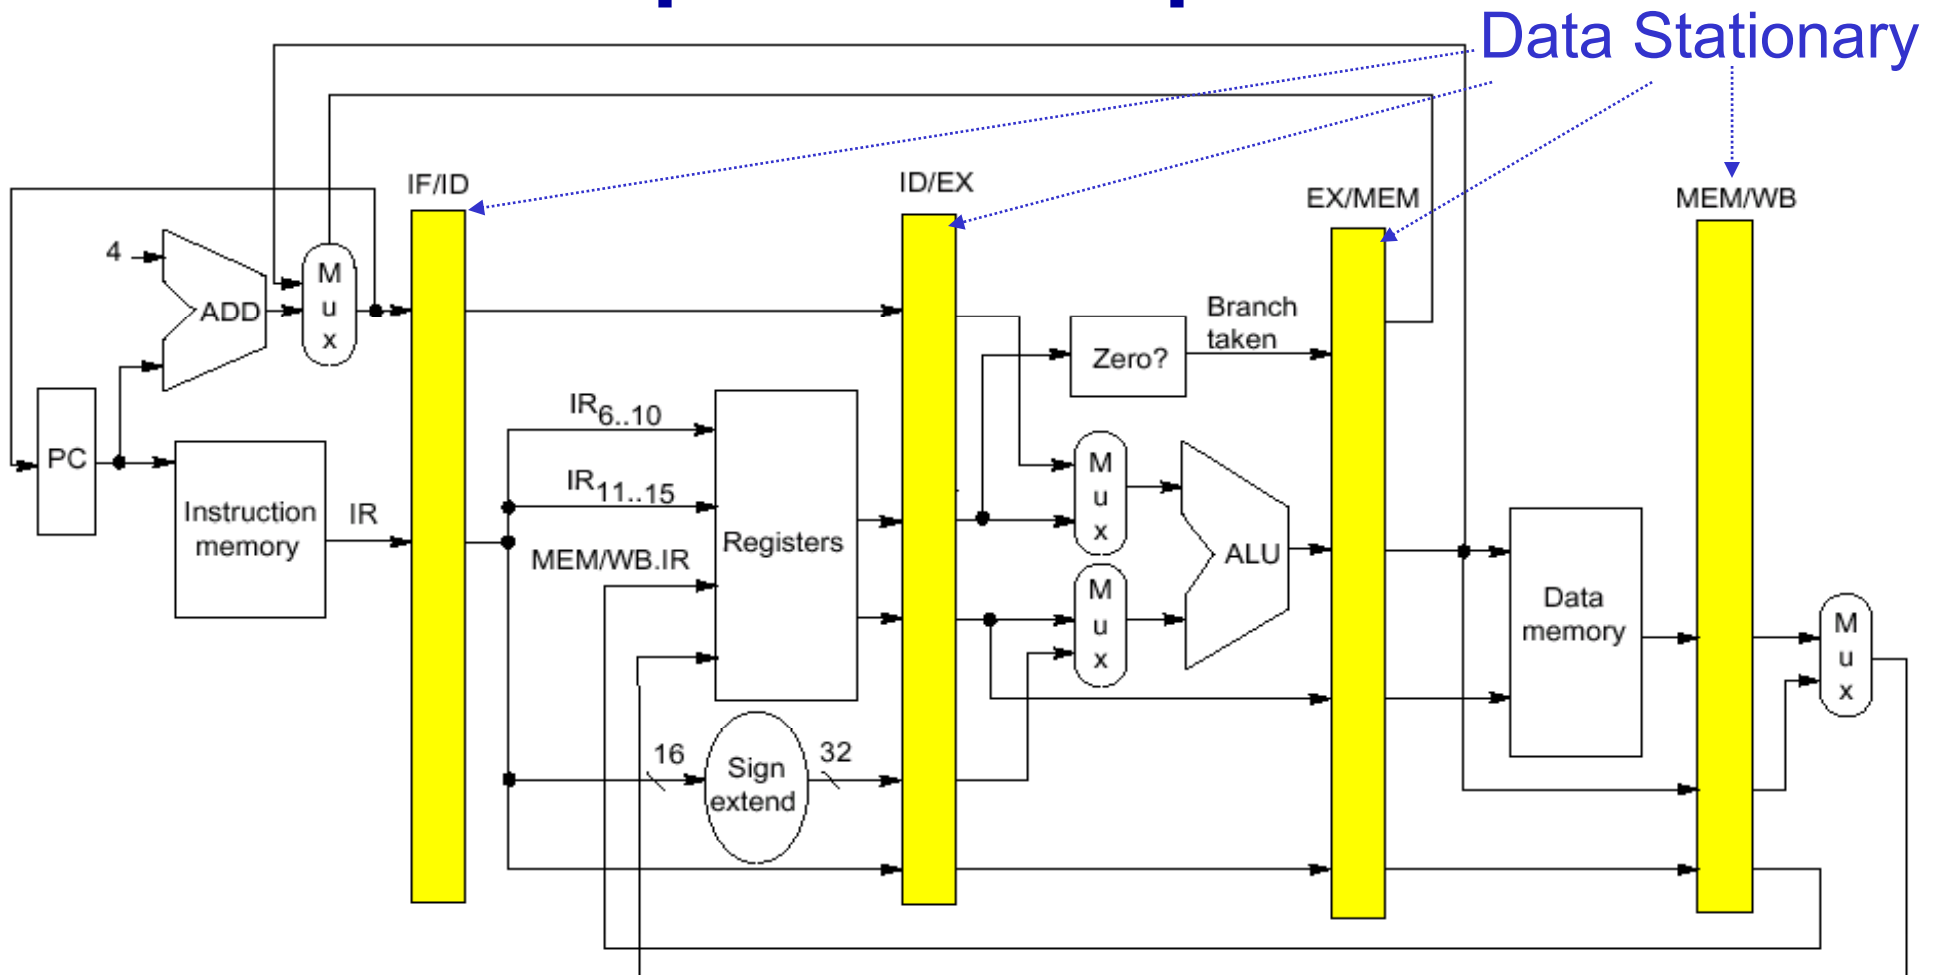 Data Stationary
IF/ID
ID/EX
EX/MEM
MEM/WB
4
ADD
M
u
x
Branch
taken
Zero?
IR6..10
PC
Instruction
memory
IR
IR11..15
MEM/WB.IR
Registers
M
u
x
ALU
M
u
x
Data
memory
M
u
x
16
Sign
extend
32